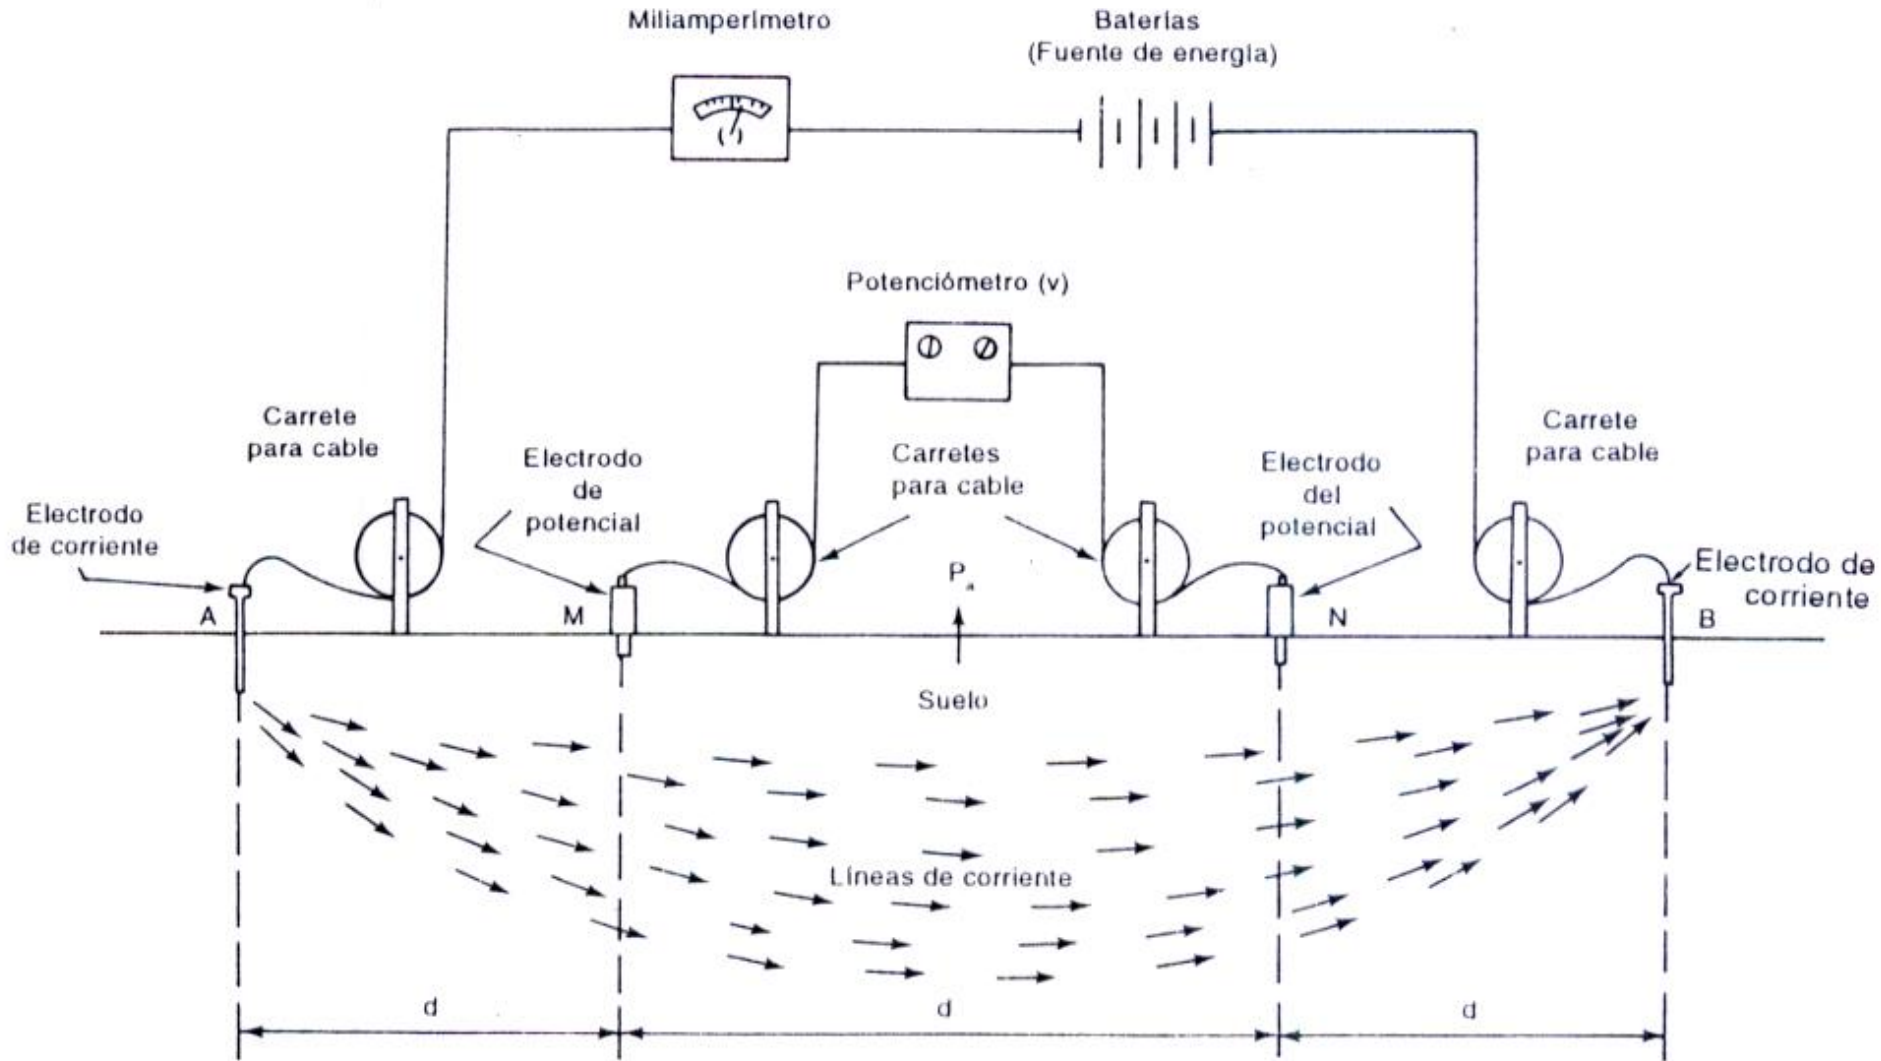 Miliamperímetro
Baterías
(Fuente de energía)
Potenciómetro (v)
Carrete
para cable
Electrodo
de
potencial
Carretes
para cable
Electrodo
del
potencial
Carrete
para cable
Electrodo
de corriente
Electrodo de
corriente
A
M
Pa
N
B
Suelo
Líneas de corriente
d
d
d